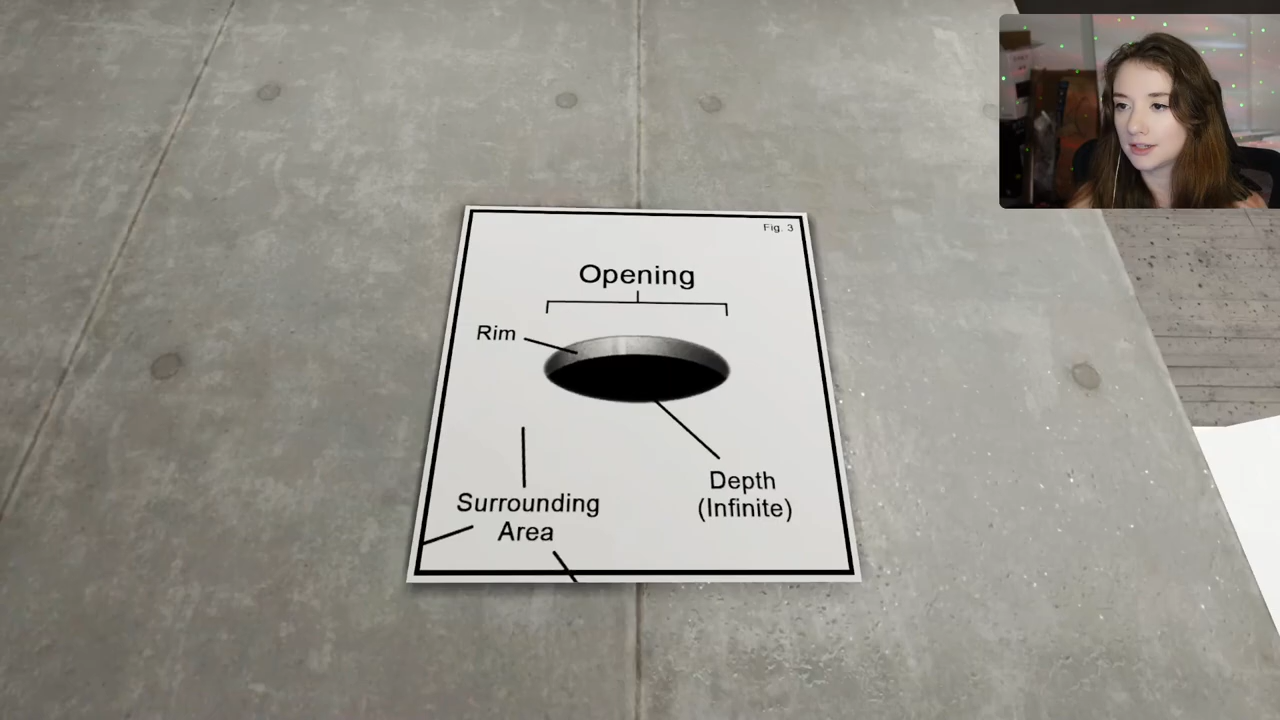 Fig. 3
Opening
Rim
Depth
(Infinite)
Surrounding
Area